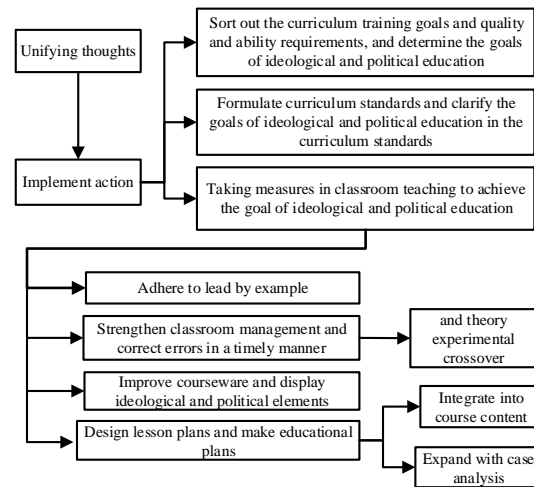 Sort out the curriculum training goals and quality
and ability requirements, and determine the goals
of ideological and political education
Unifying thoughts
Formulate curriculum standards and clarify the
goals of ideological and political education in the
curriculum standards
Implement action
Taking measures in classroom teaching to achieve
the goal of ideological and political education
Adhere to lead by example
Strengthen classroom management and
correct errors in a timely manner
and theory
experimental
crossover
Improve courseware and display
ideological and political elements
Integrate into
course content
Design lesson plans and make educational
plans
Expand with case
analysis